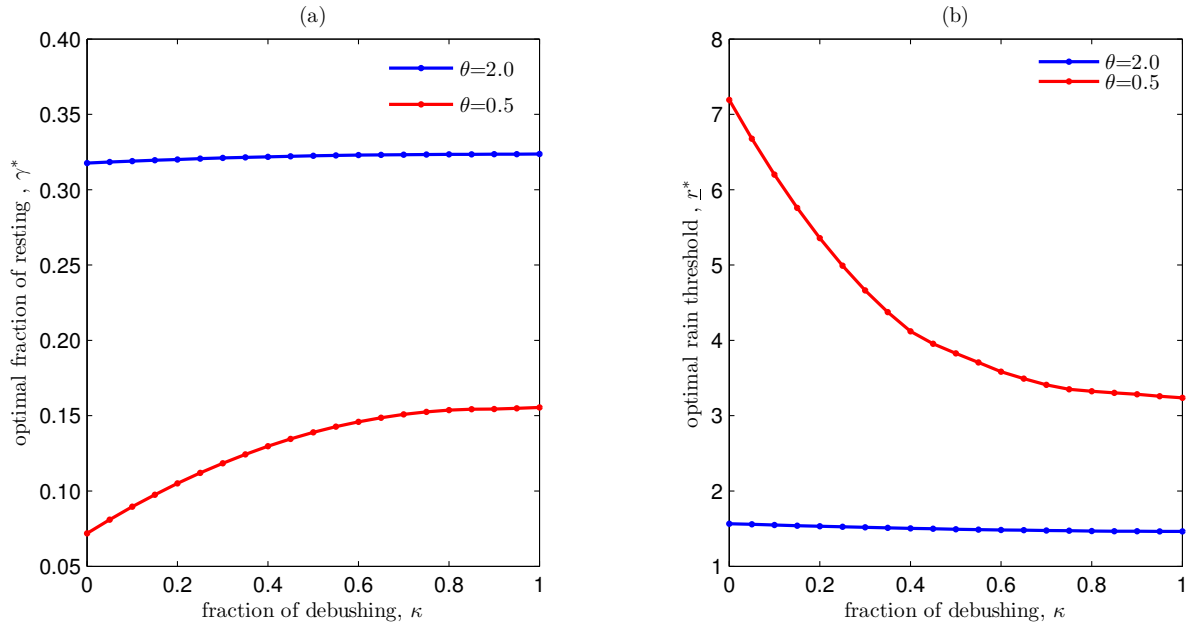 (a)
0.40
0.35
0.30
0.25
0.20
0.15
0.10
0.05
0
0.2
0.4
0.6
0.8
1
optimal fraction of resting , γ*
fraction of debushing, κ
θ=2.0
θ=0.5
(b)
8
7
6
5
4
3
2
1
0
0.2
0.4
0.6
0.8
1
optimal rain threshold , r*
fraction of debushing, κ
θ=2.0
θ=0.5